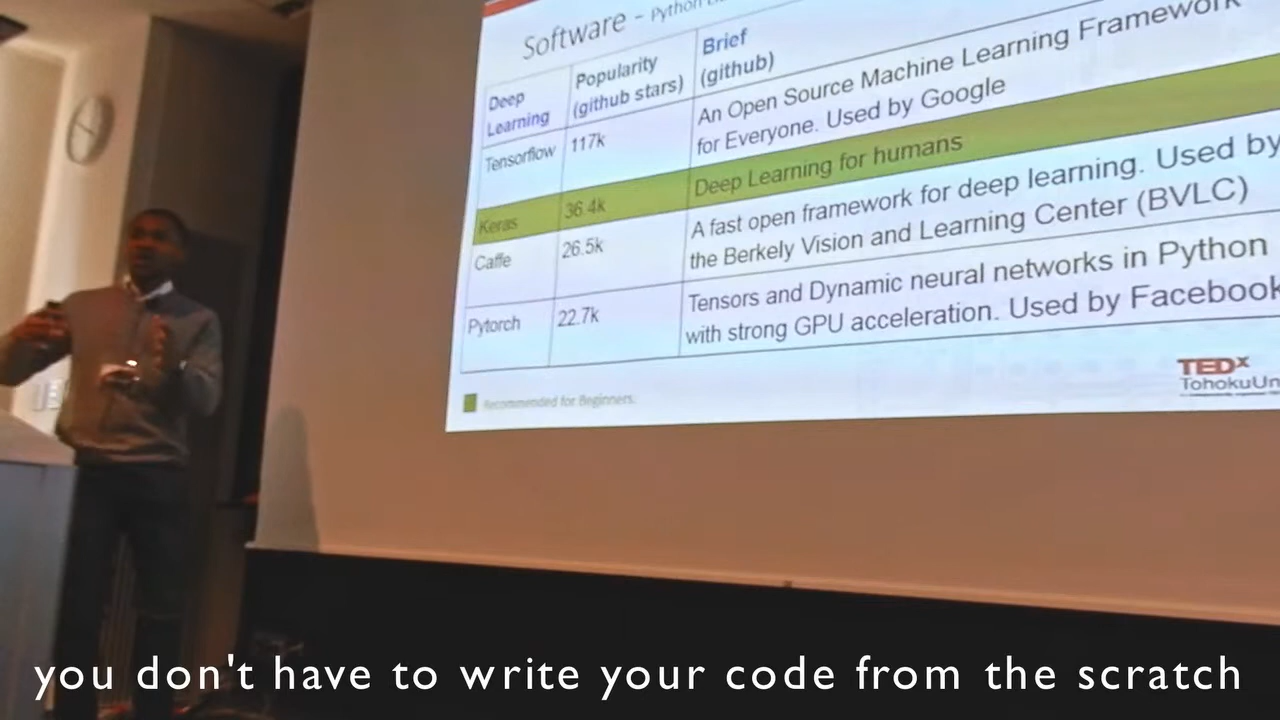 Software - Python
Deep
Learning
Popularity
(github stars)
Brief
(github)
Tensorflow
117k
An Open Source Machine Learning Framework
for Everyone. Used by Google
Keras
36.4k
Deep Learning for humans
Caffe
26.5k
A fast open framework for deep learning. Used by
the Berkely Vision and Learning Center (BVLC)
Pytorch
22.7k
Tensors and Dynamic neural networks in Python
with strong GPU acceleration. Used by Facebook
Recommended for Beginners.
TEDx
TohokuUn
you don't have to write your code from the scratch